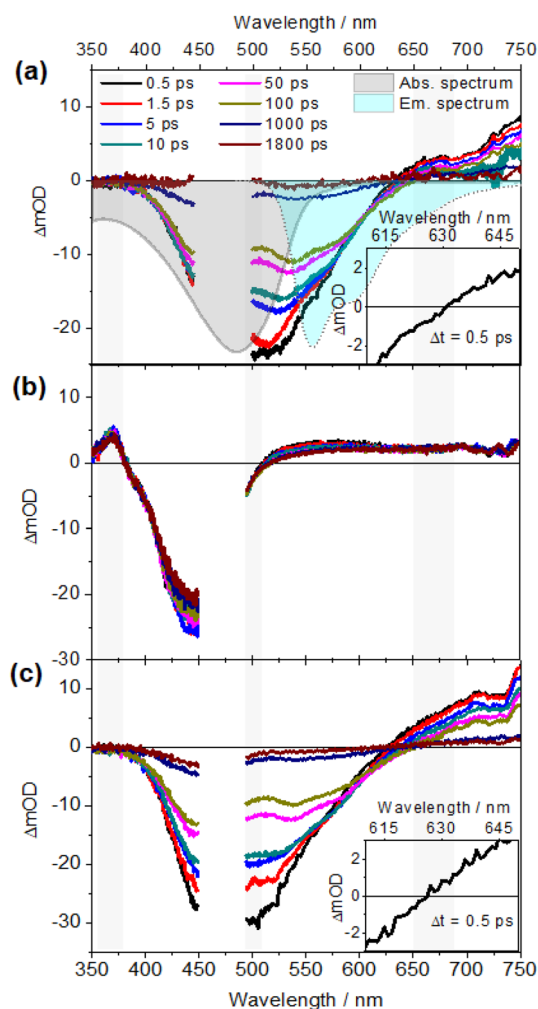 Wavelength / nm
350 400 450 500 550 600 650 700 750
(a)
0.5 ps 50 ps Abs. spectrum
1.5 ps 100 ps Em. spectrum
5 ps 1000 ps
10 ps 1800 ps
10
0
-10
-20
ΔmOD
Wavelength / nm
615 630 645
2
0
-2
ΔmOD
Δt = 0.5 ps
(b)
10
0
-10
-20
-30
ΔmOD
(c)
10
0
-10
-20
-30
ΔmOD
Wavelength / nm
615 630 645
2
0
-2
ΔmOD
Δt = 0.5 ps
350 400 450 500 550 600 650 700 750
Wavelength / nm